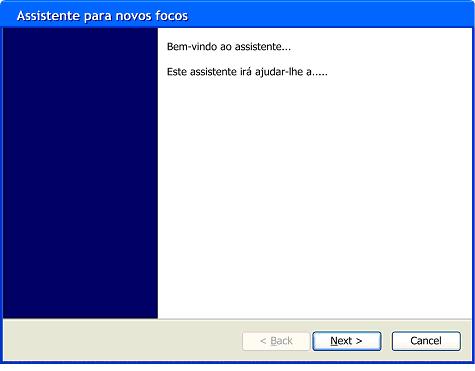 Assistente para novos focos
Bem-vindo ao assistente...
Este assistente irá ajudar-lhe a.....
< Back
Next >
Cancel